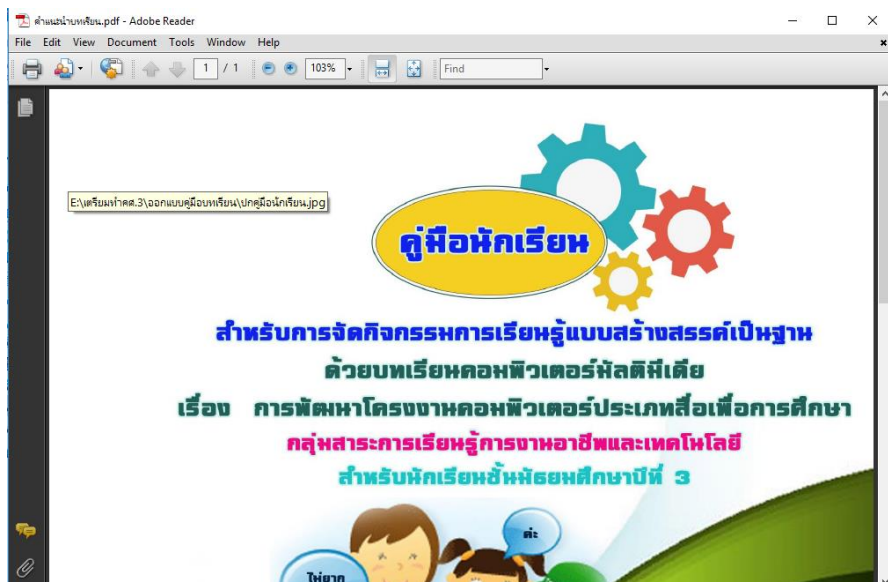 คำแนะนำบทเรียน.pdf - Adobe Reader
File Edit View Document Tools Window Help
1 / 1 103% Find
E:\เตรียมทำคศ.3\ออกแบบคู่มือบทเรียน\ปกคู่มือนักเรียน.jpg
คู่มือนักเรียน
สำหรับการจัดกิจกรรมการเรียนรู้แบบสร้างสรรค์เป็นฐาน
ด้วยบทเรียนคอมพิวเตอร์มัลติมีเดีย
เรื่อง การพัฒนาโครงงานคอมพิวเตอร์ประเภทสื่อเพื่อการศึกษา
กลุ่มสาระการเรียนรู้การงานอาชีพและเทคโนโลยี
สำหรับนักเรียนชั้นมัธยมศึกษาปีที่ 3
ค่ะ
ไม่ยาก